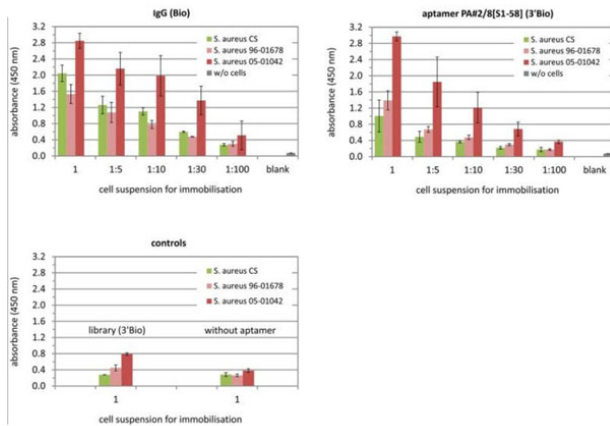 IgG (Bio)
absorbance (450 nm)
3.2
2.8
2.4
2.0
1.6
1.2
0.8
0.4
0.0
S. aureus CS
S. aureus 96-01678
S. aureus 05-01042
w/o cells
1 1:5 1:10 1:30 1:100 blank
cell suspension for immobilisation
aptamer PA#2/8[S1-58] (3'Bio)
absorbance (450 nm)
3.2
2.8
2.4
2.0
1.6
1.2
0.8
0.4
0.0
S. aureus CS
S. aureus 96-01678
S. aureus 05-01042
w/o cells
1 1:5 1:10 1:30 1:100 blank
cell suspension for immobilisation
controls
absorbance (450 nm)
3.2
2.8
2.4
2.0
1.6
1.2
0.8
0.4
0.0
S. aureus CS
S. aureus 96-01678
S. aureus 05-01042
library (3'Bio) without aptamer
1 1
cell suspension for immobilisation